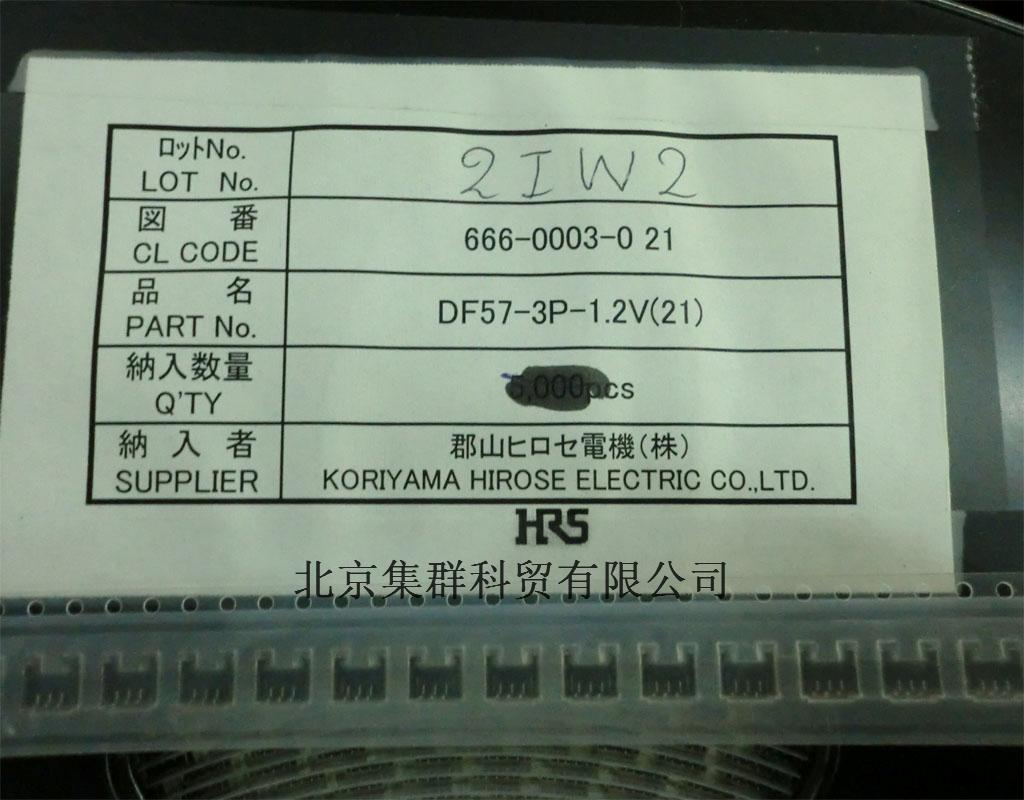 ロットNo.
LOT No.
2IW2
図 番
CL CODE
666-0003-0 21
品 名
PART No.
DF57-3P-1.2V(21)
納入数量
Q'TY
5,000pcs
納 入 者
SUPPLIER
郡山ヒロセ電機(株)
KORIYAMA HIROSE ELECTRIC CO.,LTD.
HRS
北京集群科贸有限公司